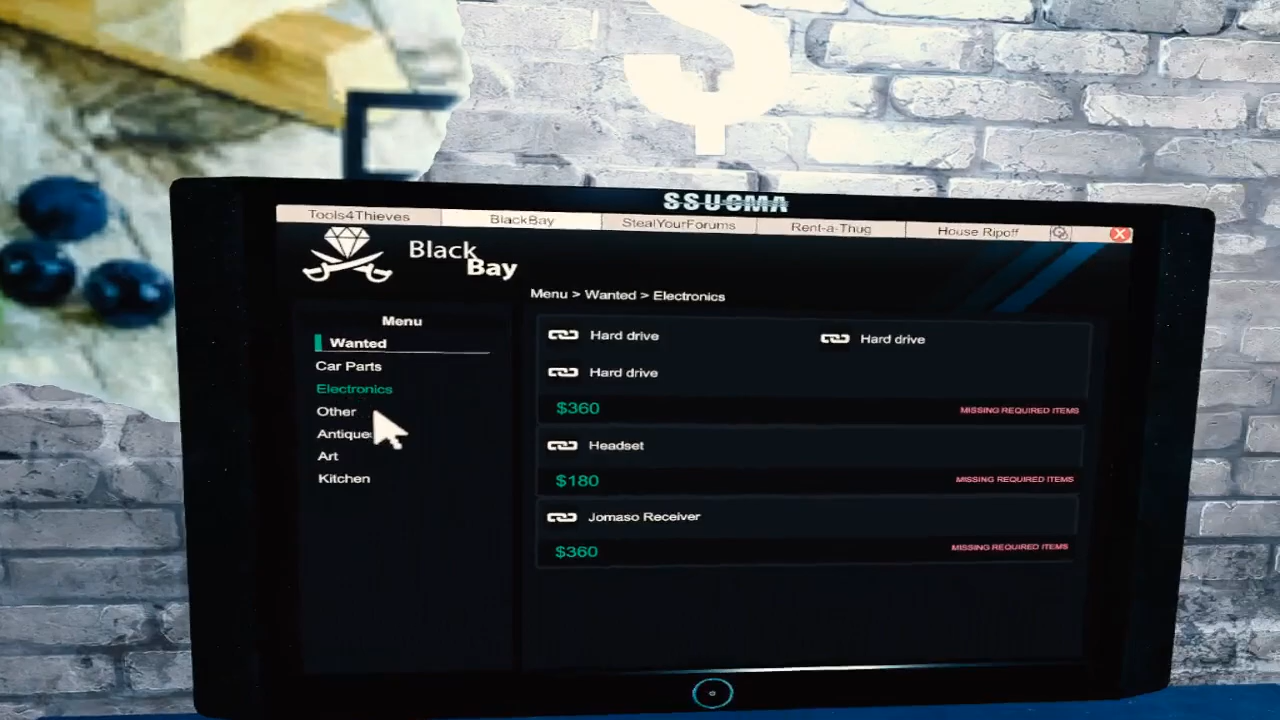 SSUCMA
Tools4Thieves BlackBay StealYourForums Rent-a-Thug House Ripoff
Black
Bay
Menu > Wanted > Electronics
Menu
Wanted
Car Parts
Electronics
Other
Antiques
Art
Kitchen
Hard drive Hard drive
Hard drive
$360 MISSING REQUIRED ITEMS
Headset
$180 MISSING REQUIRED ITEMS
Jomaso Receiver
$360 MISSING REQUIRED ITEMS